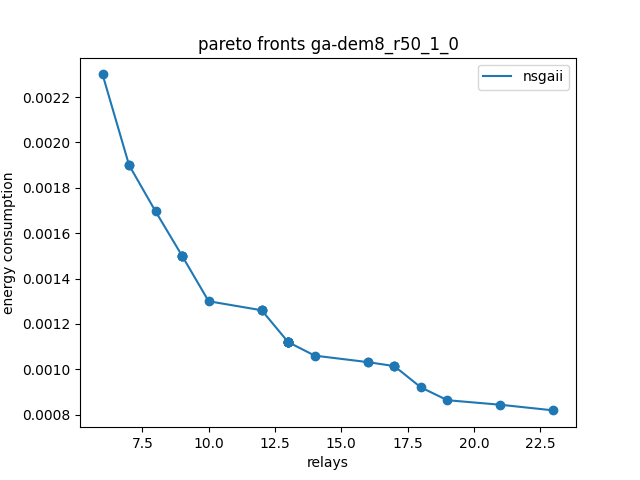 pareto fronts ga-dem8_r50_1_0
nsgaii
energy consumption
0.0022
0.0020
0.0018
0.0016
0.0014
0.0012
0.0010
0.0008
7.5 10.0 12.5 15.0 17.5 20.0 22.5
relays